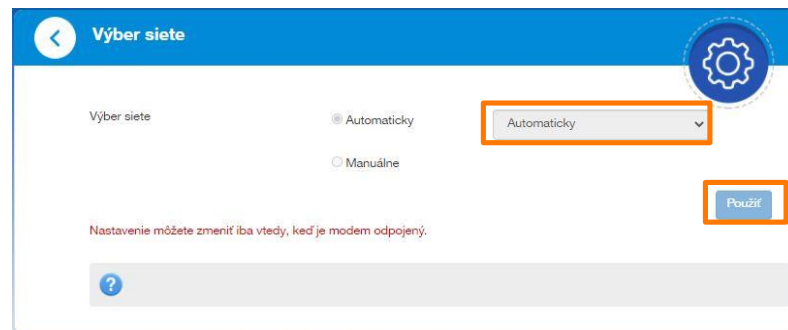 Výber siete
Výber siete
Automaticky
Automaticky
Manuálne
Použiť
Nastavenie môžete zmeniť iba vtedy, keď je modem odpojený.
?